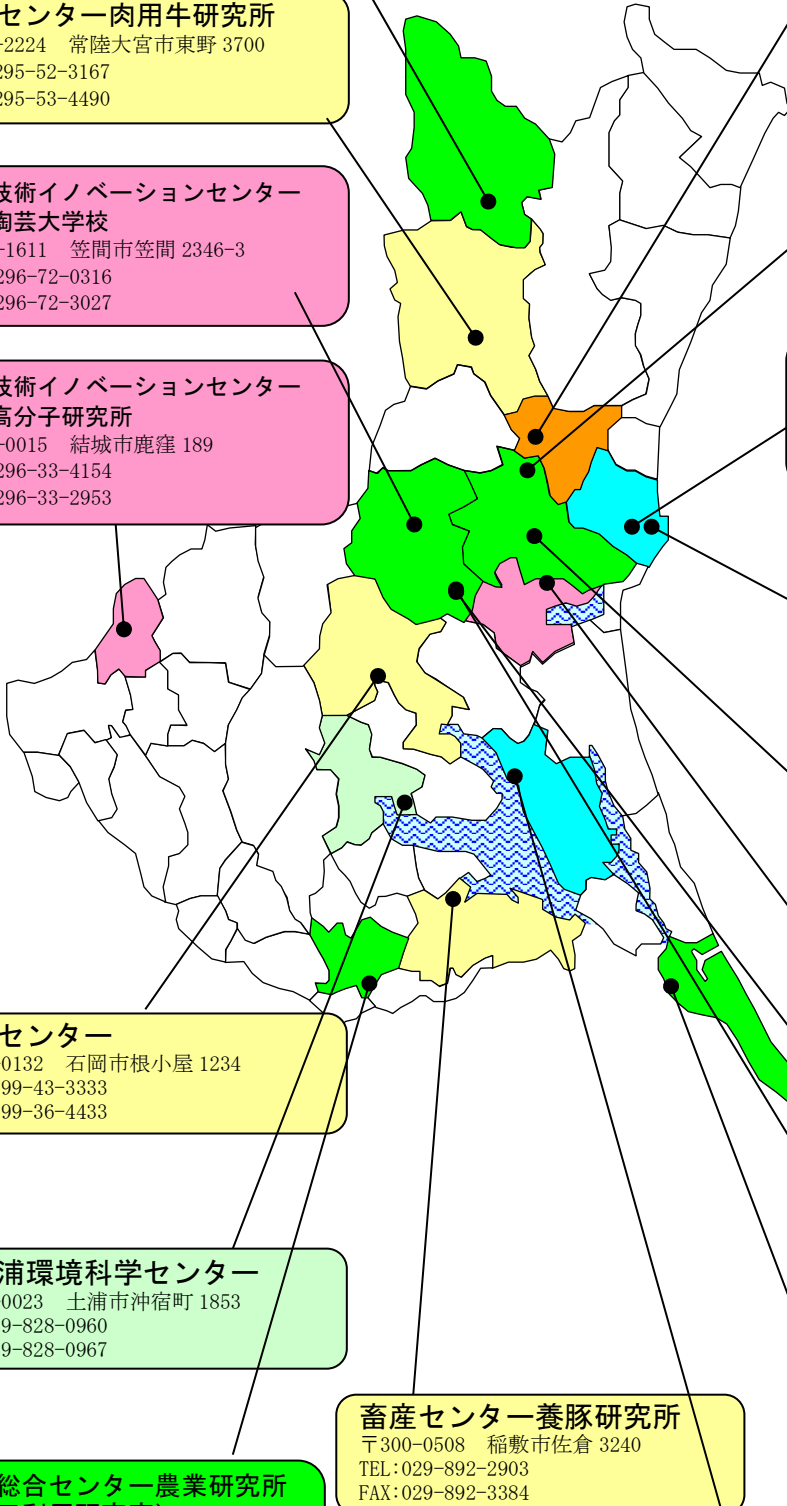 センター肉用牛研究所
-2224　常陸大宮市東野 3700
295-52-3167
295-53-4490
技術イノベーションセンター
陶芸大学校
-1611　笠間市笠間 2346-3
296-72-0316
296-72-3027
技術イノベーションセンター
高分子研究所
-0015　結城市鹿窪 189
296-33-4154
296-33-2953
センター
0132　石岡市根小屋 1234
99-43-3333
99-36-4433
浦環境科学センター
0023　土浦市沖宿町 1853
9-828-0960
9-828-0967
畜産センター養豚研究所
〒300-0508　稲敷市佐倉 3240
TEL:029-892-2903
FAX:029-892-3384
総合センター農業研究所